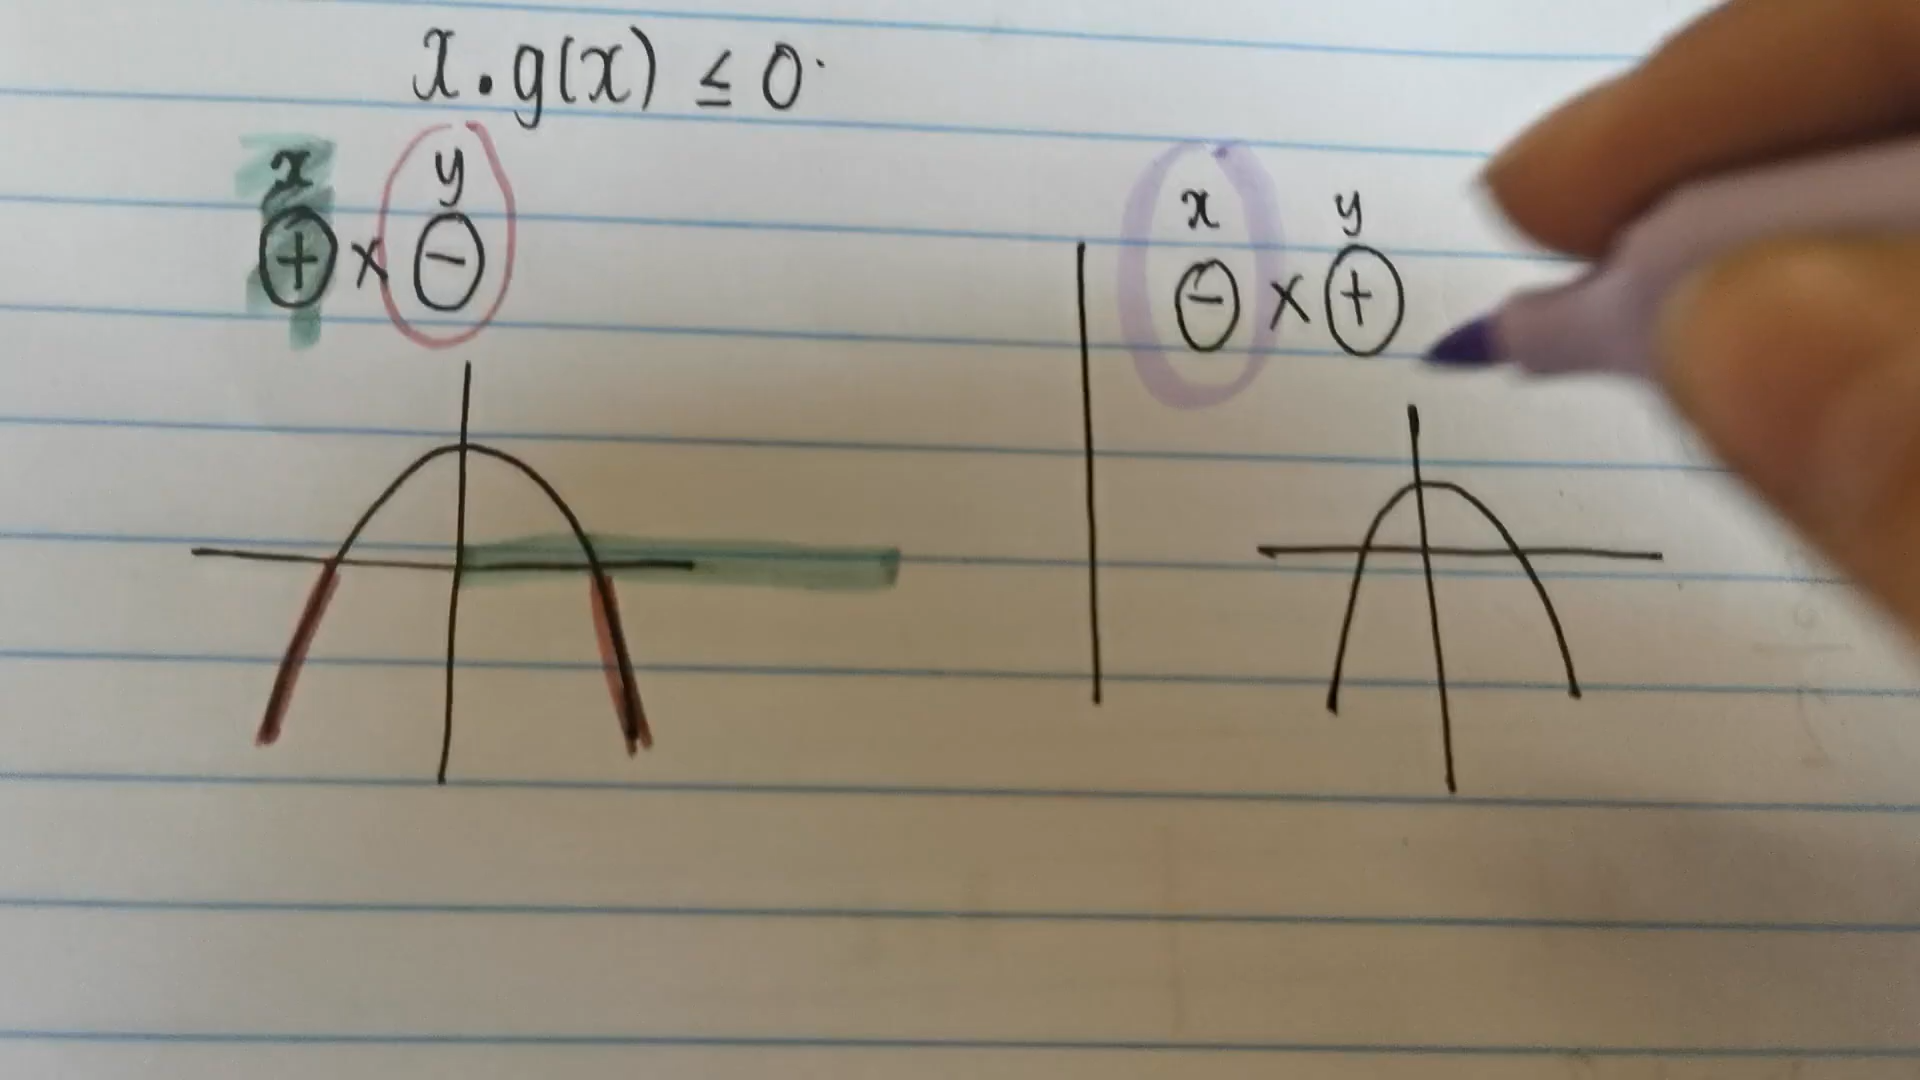 x · g(x) ≤ 0
x y
+ × −
x y
− × +